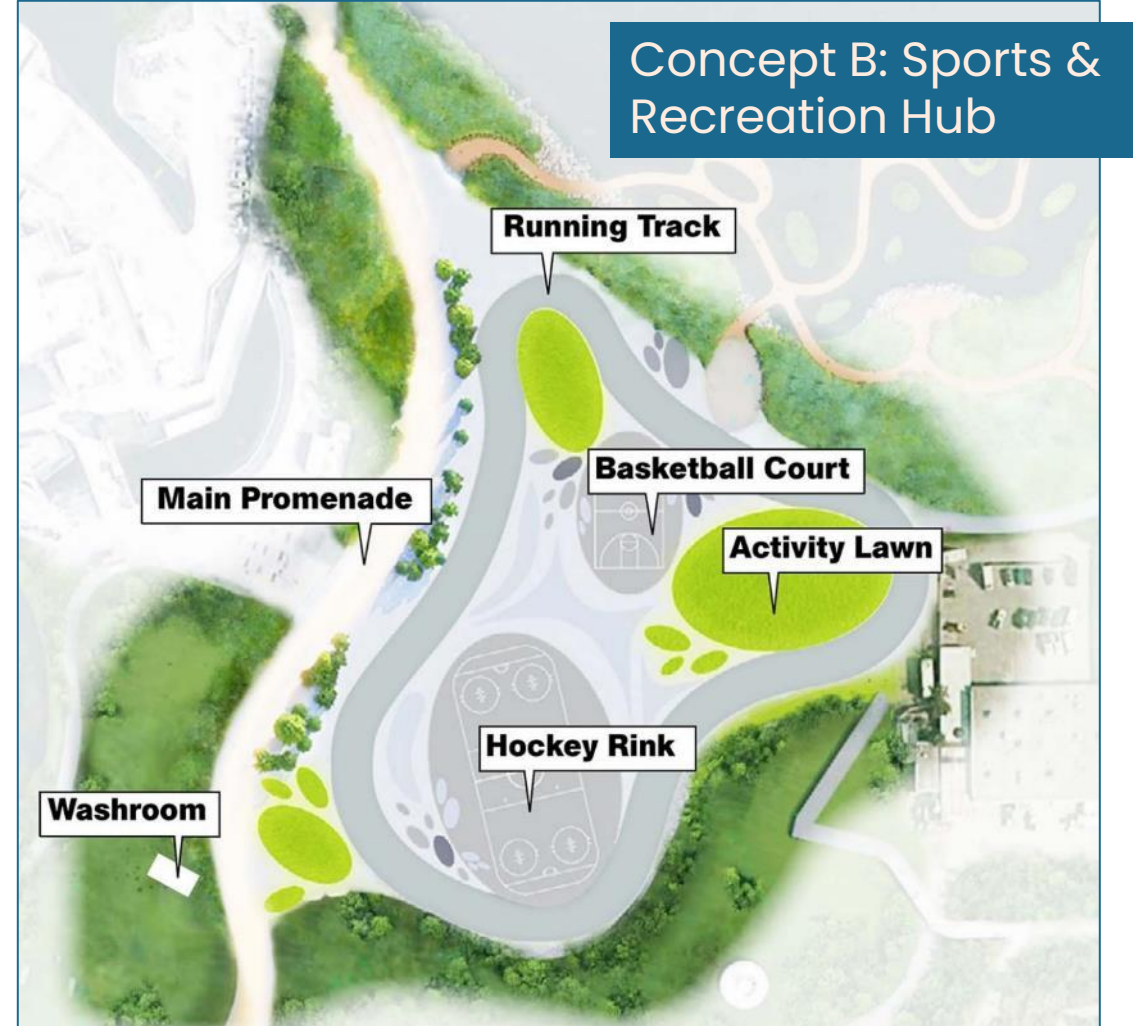 Concept B: Sports &
Recreation Hub
Running Track
Basketball Court
Main Promenade
Activity Lawn
Hockey Rink
Washroom